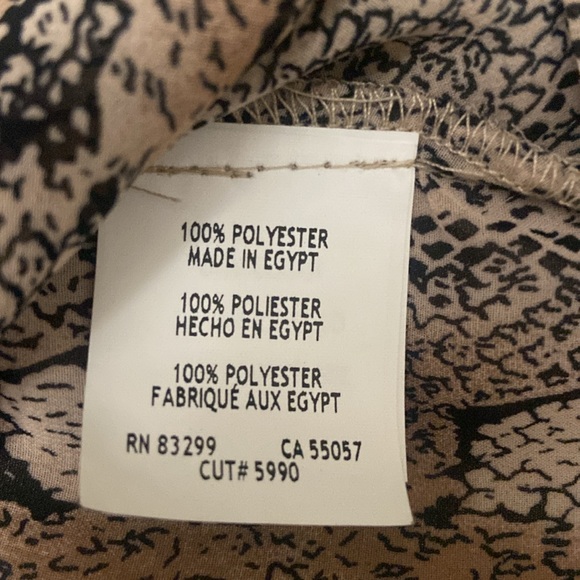 100% POLYESTER
MADE IN EGYPT
100% POLIESTER
HECHO EN EGYPT
100% POLYESTER
FABRIQUÉ AUX EGYPT
RN 83299 CA 55057
CUT# 5990